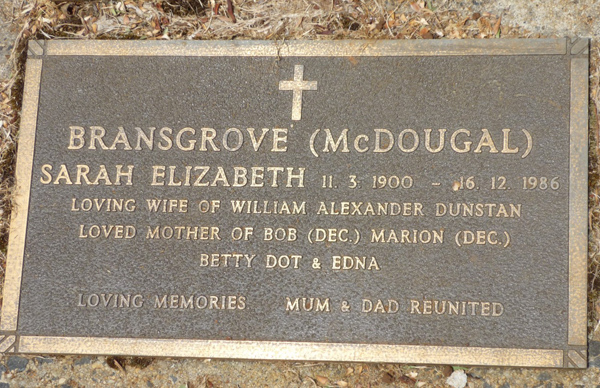 BRANSGROVE (McDOUGAL)
SARAH ELIZABETH 11. 3. 1900 - 16. 12. 1986
LOVING WIFE OF WILLIAM ALEXANDER DUNSTAN
LOVED MOTHER OF BOB (DEC.) MARION (DEC.)
BETTY DOT & EDNA
LOVING MEMORIES MUM & DAD REUNITED